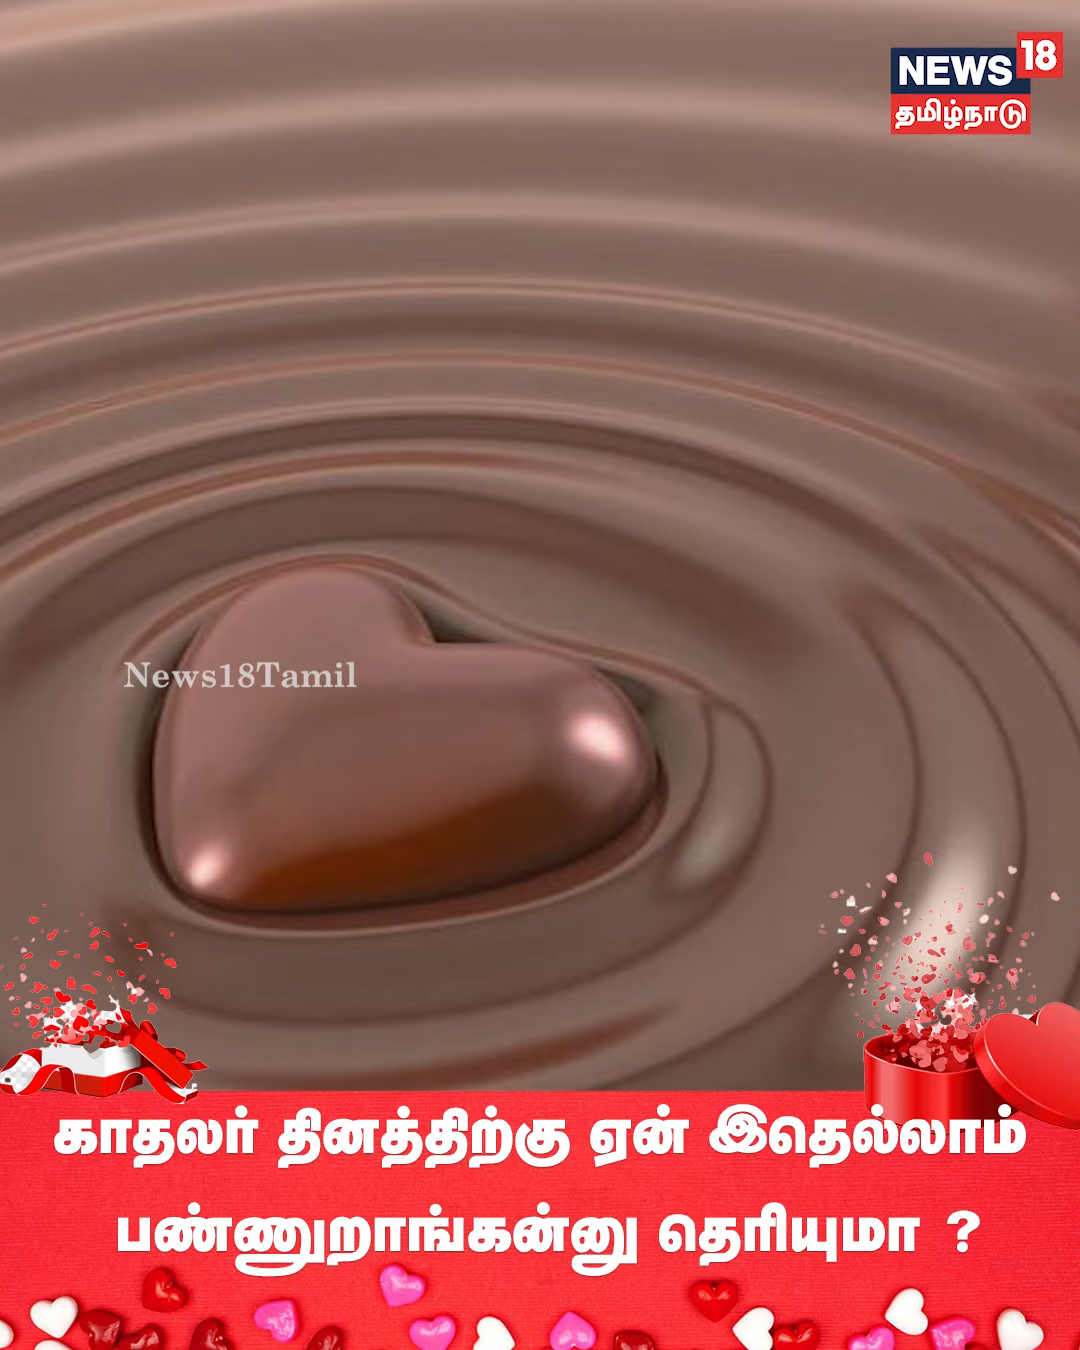 NEWS 18
தமிழ்நாடு
News18Tamil
காதலர் தினத்திற்கு ஏன் இதெல்லாம்
பண்ணுறாங்கன்னு தெரியுமா ?